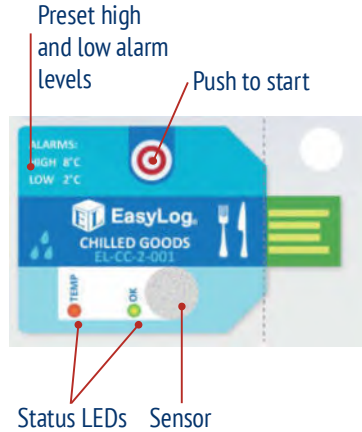 Preset high
and low alarm
levels
Push to start
ALARMS:
HIGH 8°C
LOW 2°C
EL EasyLog®
CHILLED GOODS
EL-CC-2-001
TEMP
OK
Status LEDs Sensor